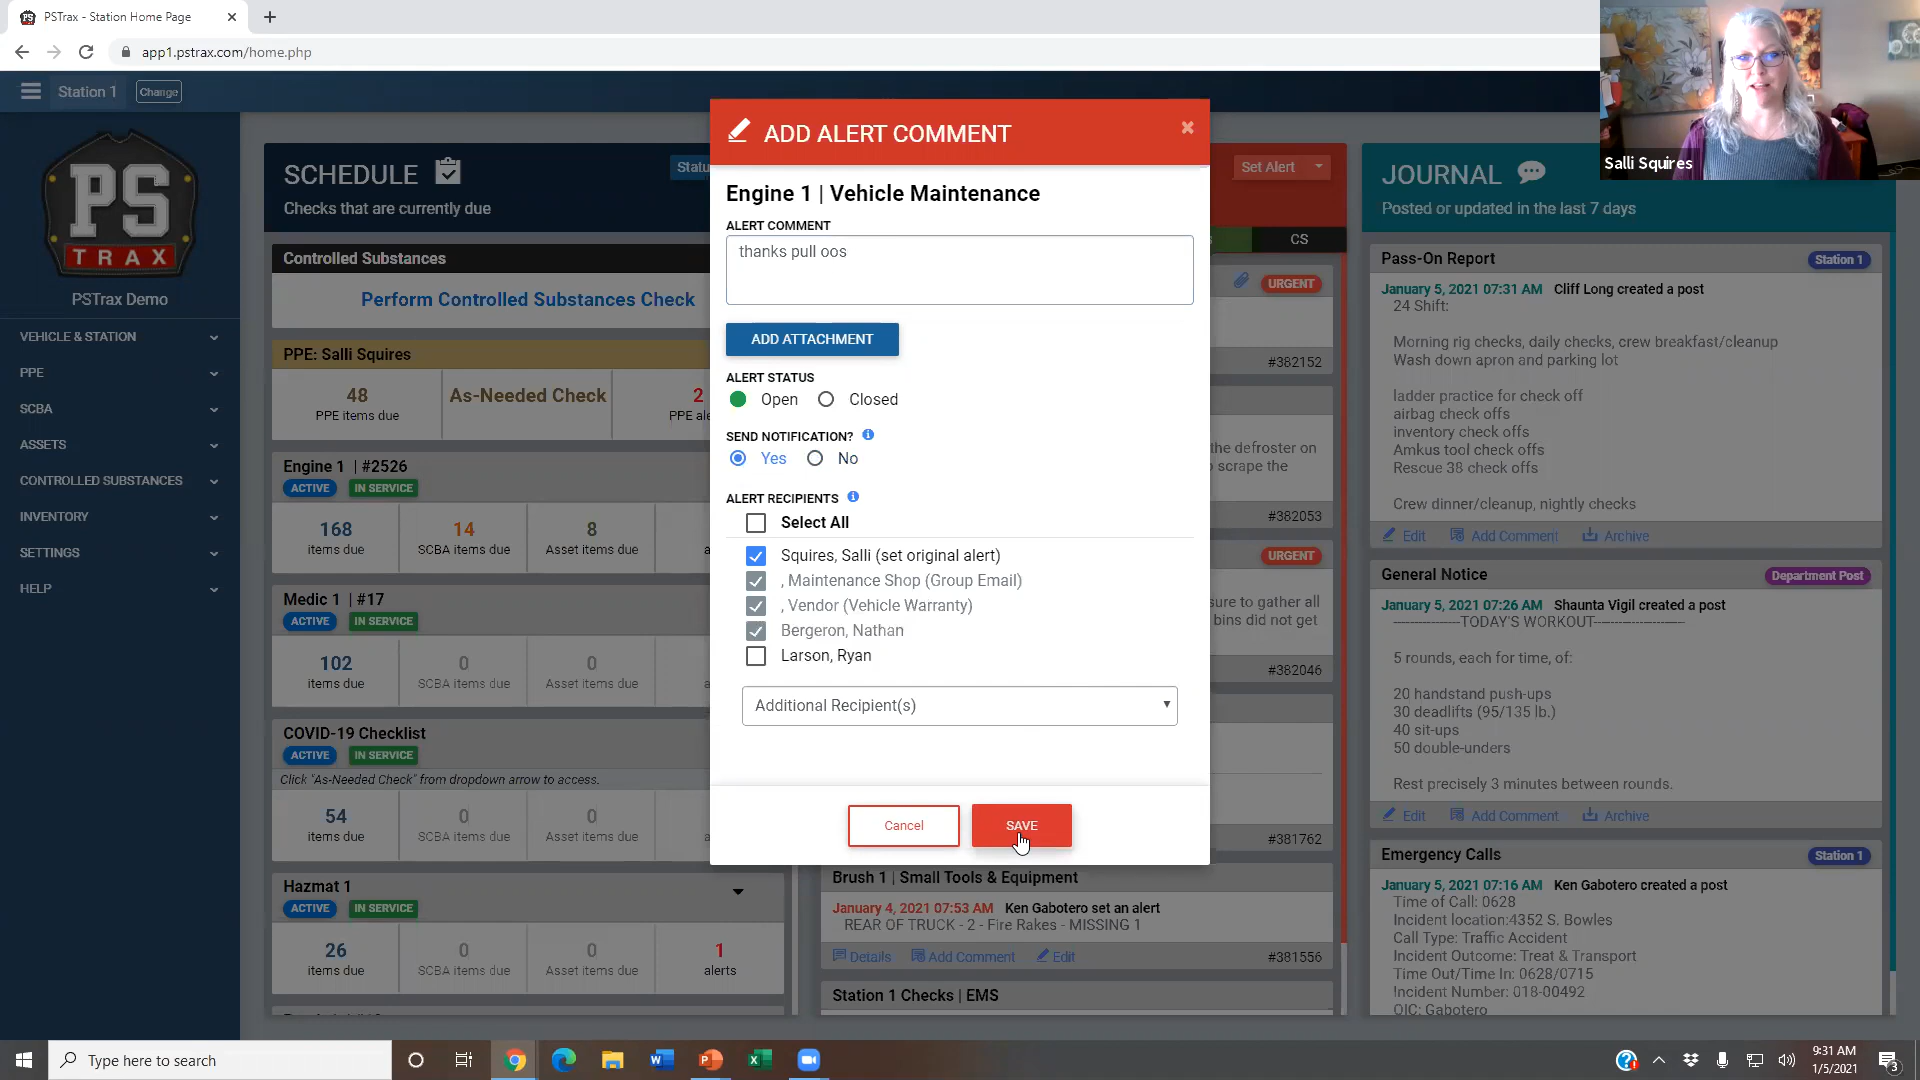 PSTrax - Station Home Page
app1.pstrax.com/home.php
Station 1
Change
PS
TRAX
PSTrax Demo
VEHICLE & STATION
PPE
SCBA
ASSETS
CONTROLLED SUBSTANCES
INVENTORY
SETTINGS
HELP
SCHEDULE
Checks that are currently due
Statu
Controlled Substances
Perform Controlled Substances Check
PPE: Salli Squires
48
PPE items due
As-Needed Check
2
PPE ale
Engine 1 | #2526
ACTIVE IN SERVICE
168
items due
14
SCBA items due
8
Asset items due
a
Medic 1 | #17
ACTIVE IN SERVICE
102
items due
0
SCBA items due
0
Asset items due
a
COVID-19 Checklist
ACTIVE IN SERVICE
Click "As-Needed Check" from dropdown arrow to access.
54
items due
0
SCBA items due
0
Asset items due
a
Hazmat 1
ACTIVE IN SERVICE
26
items due
0
SCBA items due
0
Asset items due
1
alerts
ADD ALERT COMMENT
×
Engine 1 | Vehicle Maintenance
ALERT COMMENT
thanks pull oos
ADD ATTACHMENT
ALERT STATUS
Open Closed
SEND NOTIFICATION?
Yes No
ALERT RECIPIENTS
Select All
Squires, Salli (set original alert)
, Maintenance Shop (Group Email)
, Vendor (Vehicle Warranty)
Bergeron, Nathan
Larson, Ryan
Additional Recipient(s)
Cancel
SAVE
Set Alert
CS
URGENT
#382152
the defroster on
o scrape the
#382053
URGENT
sure to gather all
bins did not get
#382046
#381762
Brush 1 | Small Tools & Equipment
January 4, 2021 07:53 AM Ken Gabotero set an alert
REAR OF TRUCK - 2 - Fire Rakes - MISSING 1
Details Add Comment Edit #381556
Station 1 Checks | EMS
JOURNAL
Posted or updated in the last 7 days
Pass-On Report Station 1
January 5, 2021 07:31 AM Cliff Long created a post
24 Shift:
Morning rig checks, daily checks, crew breakfast/cleanup
Wash down apron and parking lot
ladder practice for check off
airbag check offs
inventory check offs
Amkus tool check offs
Rescue 38 check offs
Crew dinner/cleanup, nightly checks
Edit Add Comment Archive
General Notice Department Post
January 5, 2021 07:26 AM Shaunta Vigil created a post
-----------------TODAY'S WORKOUT-----------------
5 rounds, each for time, of:
20 handstand push-ups
30 deadlifts (95/135 lb.)
40 sit-ups
50 double-unders
Rest precisely 3 minutes between rounds.
Edit Add Comment Archive
Emergency Calls Station 1
January 5, 2021 07:16 AM Ken Gabotero created a post
Time of Call: 0628
Incident location:4352 S. Bowles
Call Type: Traffic Accident
Incident Outcome: Treat & Transport
Time Out/Time In: 0628/0715
Incident Number: 018-00492
OIC: Gabotero
Salli Squires
Type here to search
9:31 AM
1/5/2021
3